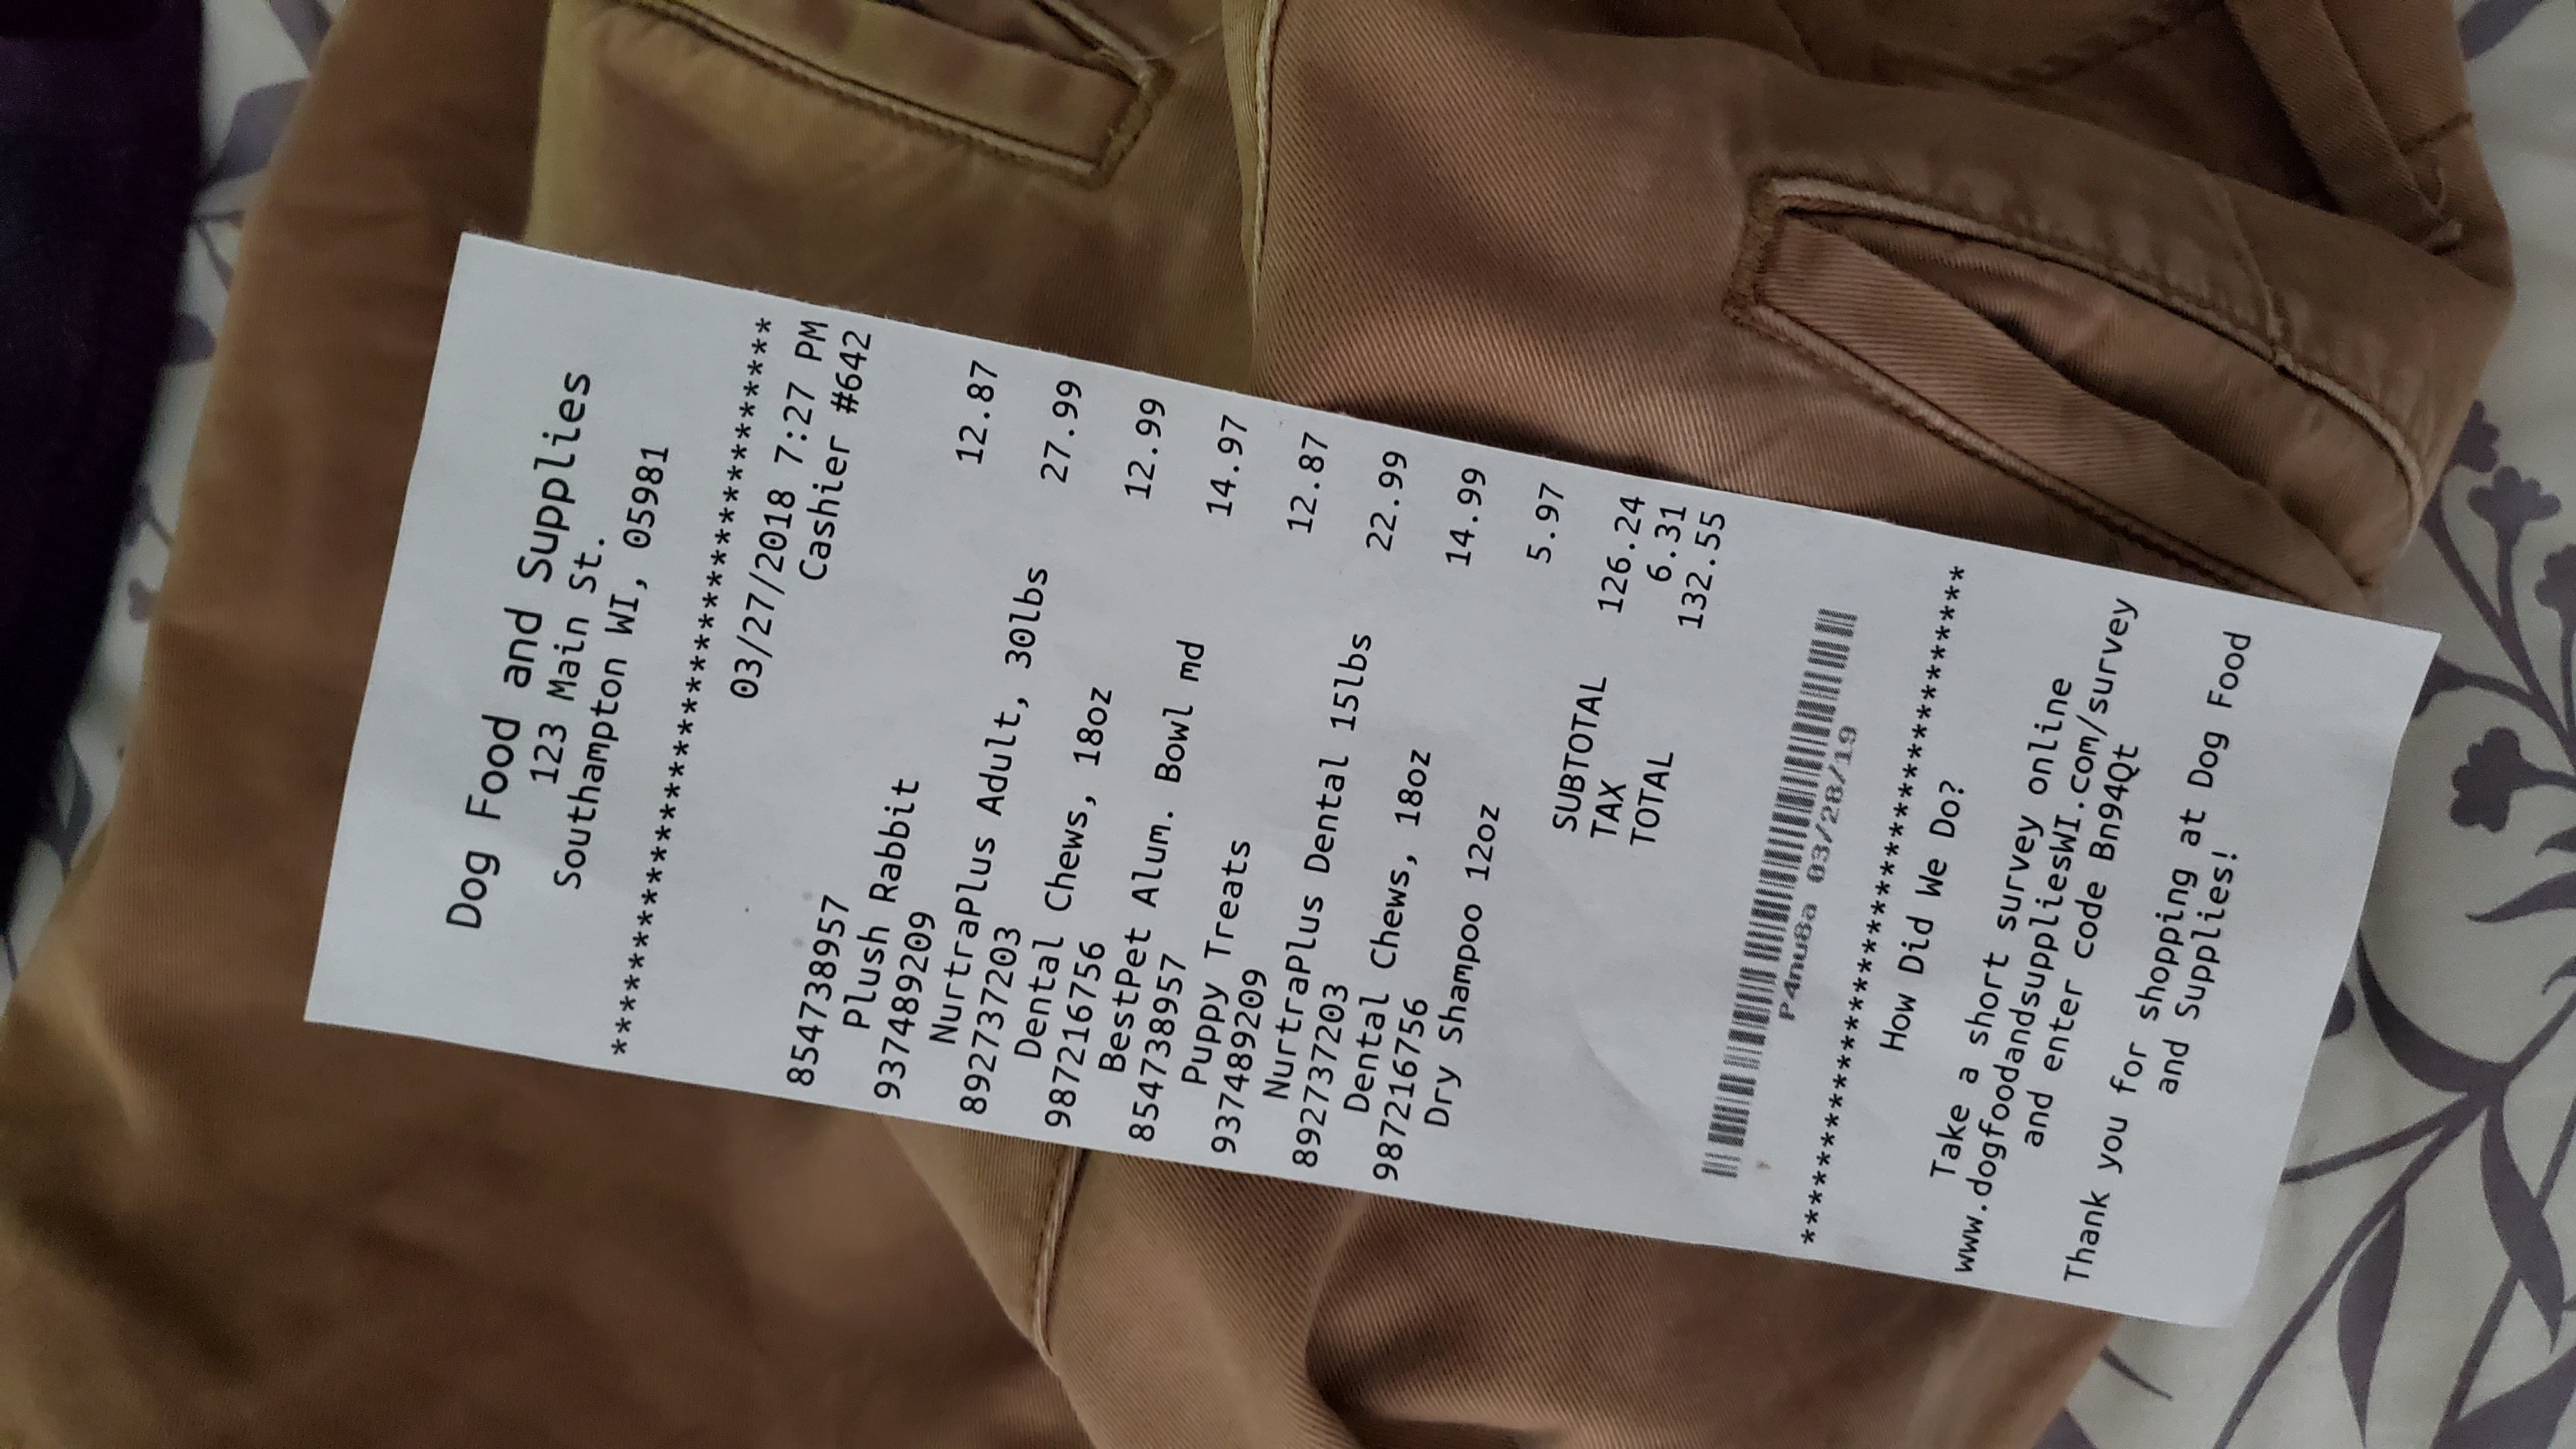 Dog Food and Supplies
123 Main St.
Southampton WI, 05981
***********************************
03/27/2018 7:27 PM
Cashier #642
854738957
Plush Rabbit 12.87
937489209
NurtraPlus Adult, 30lbs 27.99
892737203
Dental Chews, 18oz 12.99
987216756
BestPet Alum. Bowl md 14.97
854738957
Puppy Treats 12.87
937489209
NurtraPlus Dental 15lbs 22.99
892737203
Dental Chews, 18oz 14.99
987216756
Dry Shampoo 12oz 5.97
SUBTOTAL 126.24
TAX 6.31
TOTAL 132.55
P4nu8a 03/28/19
***********************************
How Did We Do?
Take a short survey online
www.dogfoodandsuppliesWI.com/survey
and enter code Bn94Qt
Thank you for shopping at Dog Food
and Supplies!